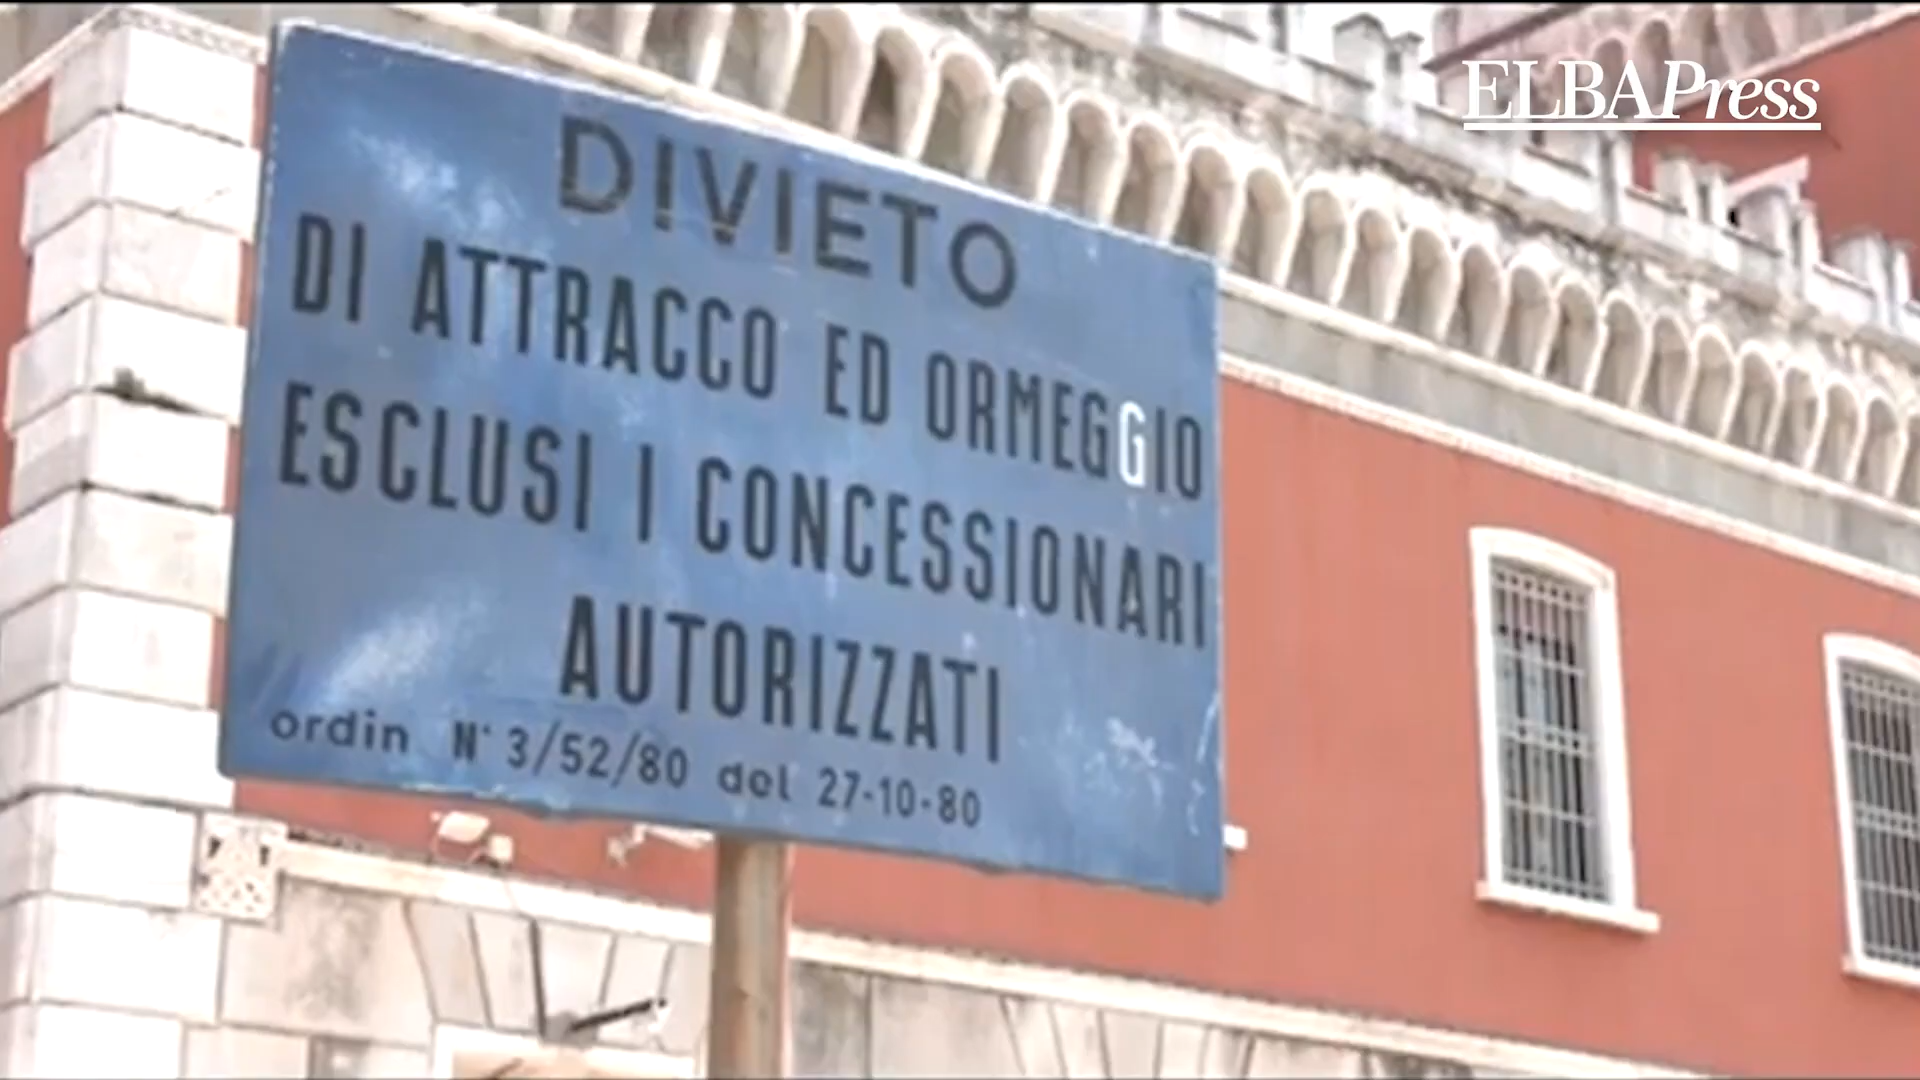 ELBAPress
DIVIETO
DI ATTRACCO ED ORMEGGIO
ESCLUSI I CONCESSIONARI
AUTORIZZATI
ordin N° 3/52/80 del 27-10-80